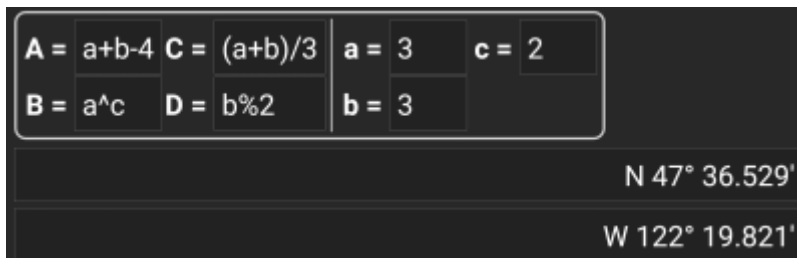 A = a+b-4 C = (a+b)/3 a = 3 c = 2
B = a^c D = b%2 b = 3
N 47° 36.529'
W 122° 19.821'